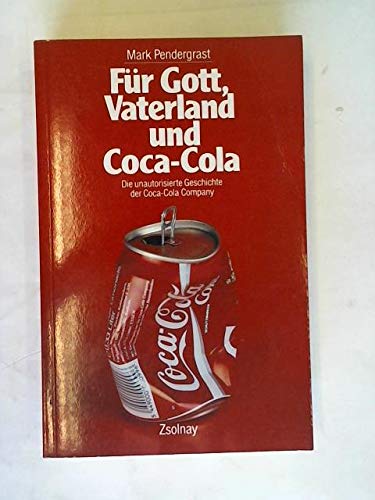 Mark Pendergrast
Für Gott,
Vaterland
und
Coca-Cola
Die unautorisierte Geschichte
der Coca-Cola Company
Coca-Cola
Coca-Cola
Zsolnay